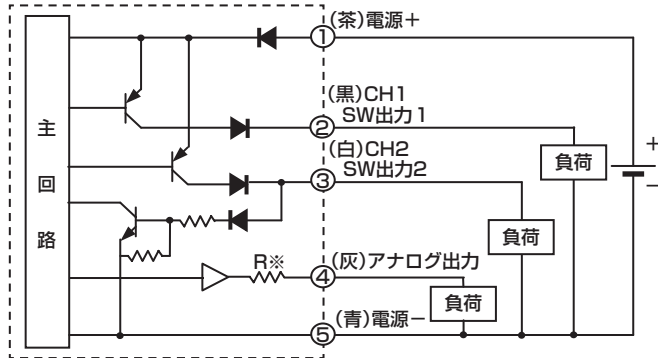 ①(茶)電源+
主回路
②(黒)CH1
SW出力1
③(白)CH2
SW出力2
R※
④(灰)アナログ出力
⑤(青)電源−
負荷
負荷
負荷
+
−